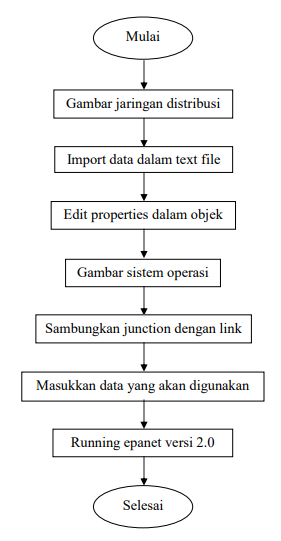 Mulai
Gambar jaringan distribusi
Import data dalam text file
Edit properties dalam objek
Gambar sistem operasi
Sambungkan junction dengan link
Masukkan data yang akan digunakan
Running epanet versi 2.0
Selesai